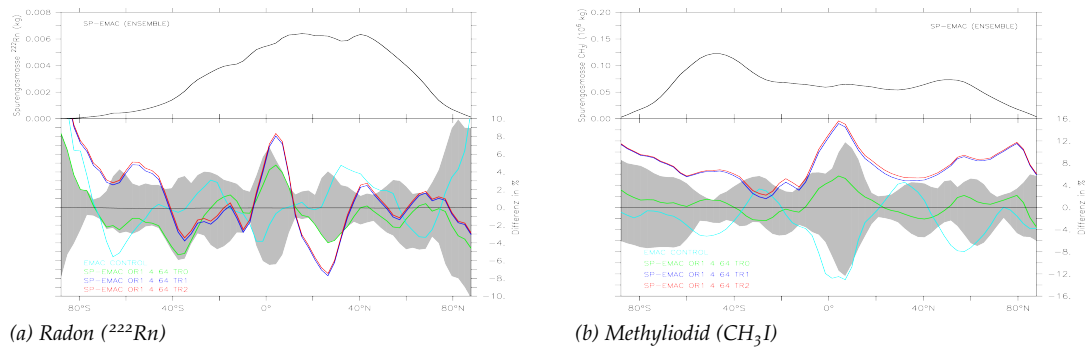 0.008
0.006
0.004
0.002
0.000
Spurengasmasse ²²²Rn (kg)
SP-EMAC (ENSEMBLE)
10.
8.
6.
4.
2.
0.
-2.
-4.
-6.
-8.
-10.
Differenz in %
EMAC CONTROL
SP-EMAC OR1 4 64 TR0
SP-EMAC OR1 4 64 TR1
SP-EMAC OR1 4 64 TR2
80°S 40°S 0° 40°N 80°N
(a) Radon (²²²Rn)
0.20
0.15
0.10
0.05
0.00
Spurengasmasse CH₃I (10⁶ kg)
SP-EMAC (ENSEMBLE)
16.
12.
8.
4.
0.
-4.
-8.
-12.
-16.
Differenz in %
EMAC CONTROL
SP-EMAC OR1 4 64 TR0
SP-EMAC OR1 4 64 TR1
SP-EMAC OR1 4 64 TR2
80°S 40°S 0° 40°N 80°N
(b) Methyliodid (CH₃I)